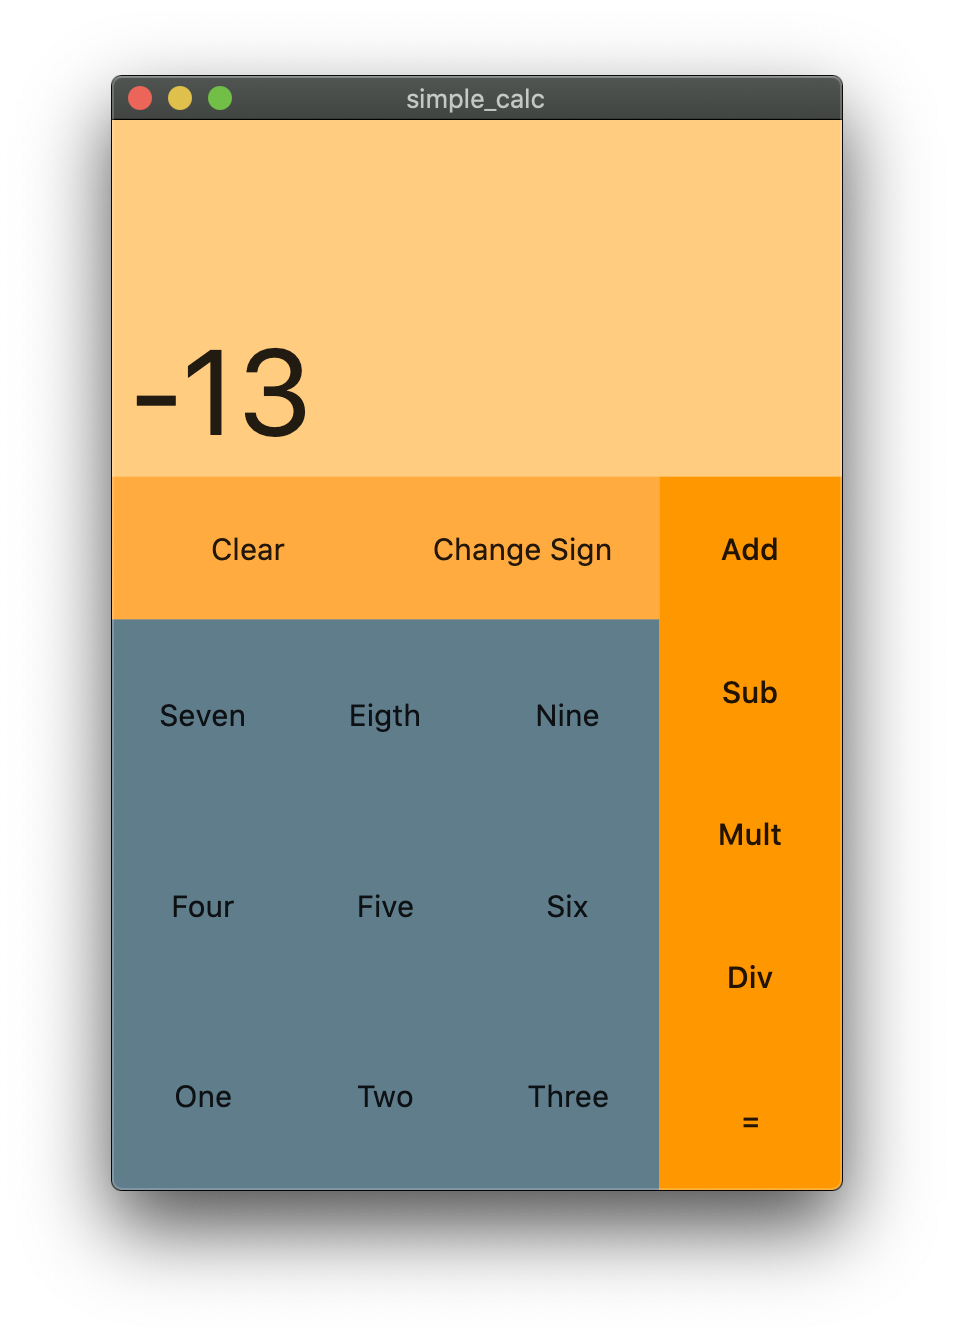 simple_calc
-13
Clear Change Sign Add
Sub
Seven Eigth Nine
Mult
Four Five Six
Div
One Two Three
=